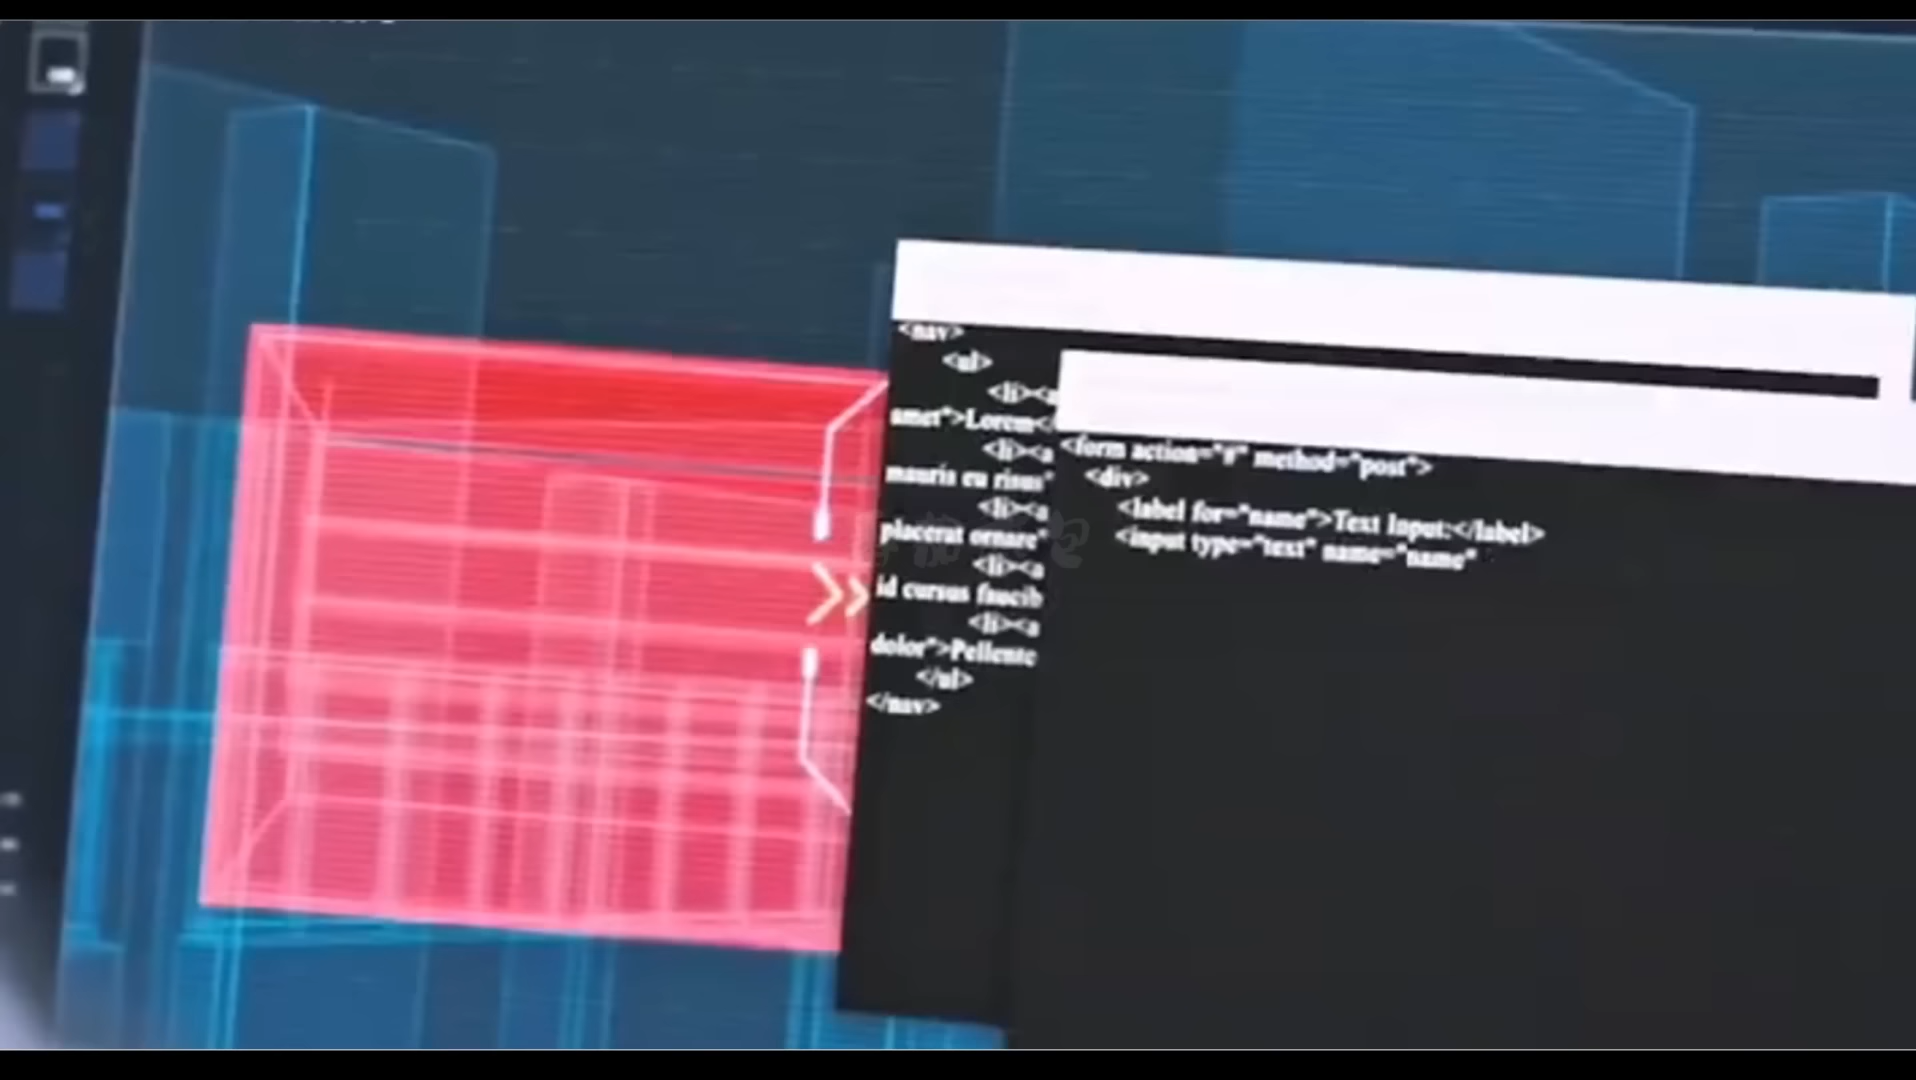 <nav>
<ul>
<li><a
amet">Lorem</
<li><a
mauris eu risus"
<li><a
placerat ornare"
<li><a
id cursus faucib
<li><a
dolor">Pellente
</ul>
</nav>
<form action="#" method="post">
<div>
<label for="name">Text Input:</label>
<input type="text" name="name"